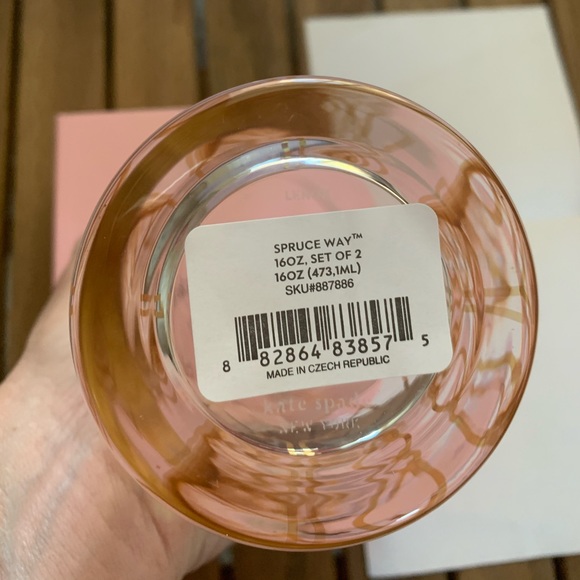 SPRUCE WAY™
16OZ, SET OF 2
16OZ (473,1ML)
SKU#887886
8 82864 83857 5
MADE IN CZECH REPUBLIC
kate spade
NEW YORK